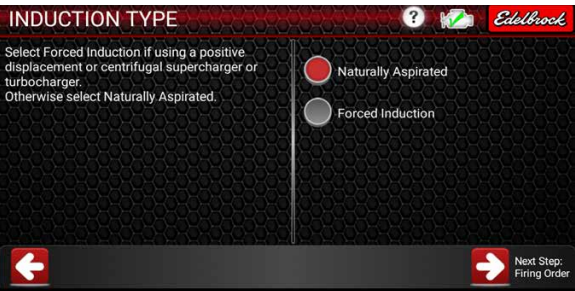 INDUCTION TYPE
?
Edelbrock
Select Forced Induction if using a positive
displacement or centrifugal supercharger or
turbocharger.
Otherwise select Naturally Aspirated.
Naturally Aspirated
Forced Induction
Next Step:
Firing Order